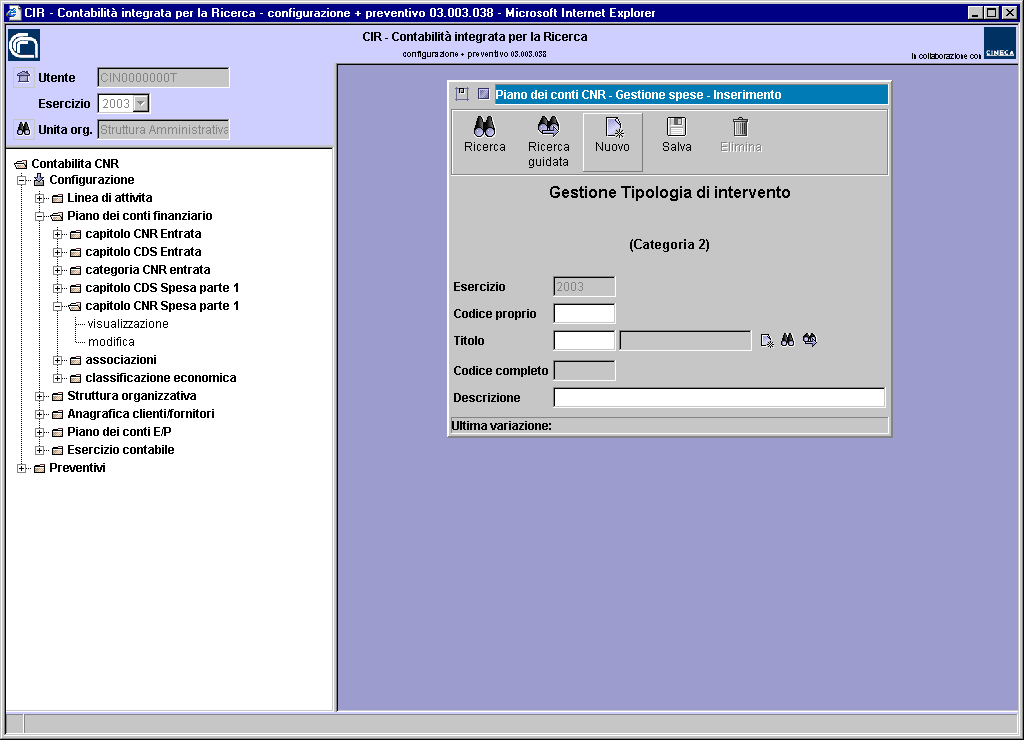 CIR - Contabilità integrata per la Ricerca - configurazione + preventivo 03.003.038 - Microsoft Internet Explorer
CIR - Contabilità integrata per la Ricerca
configurazione + preventivo 03.003.038
in collaborazione con
CINECA
Utente CIN0000000T
Esercizio 2003
Unita org. Struttura Amministrativa
Contabilita CNR
Configurazione
Linea di attivita
Piano dei conti finanziario
capitolo CNR Entrata
capitolo CDS Entrata
categoria CNR entrata
capitolo CDS Spesa parte 1
capitolo CNR Spesa parte 1
visualizzazione
modifica
associazioni
classificazione economica
Struttura organizzativa
Anagrafica clienti/fornitori
Piano dei conti E/P
Esercizio contabile
Preventivi
Piano dei conti CNR - Gestione spese - Inserimento
Ricerca
Ricerca guidata
Nuovo
Salva
Elimina
Gestione Tipologia di intervento
(Categoria 2)
Esercizio 2003
Codice proprio
Titolo
Codice completo
Descrizione
Ultima variazione: